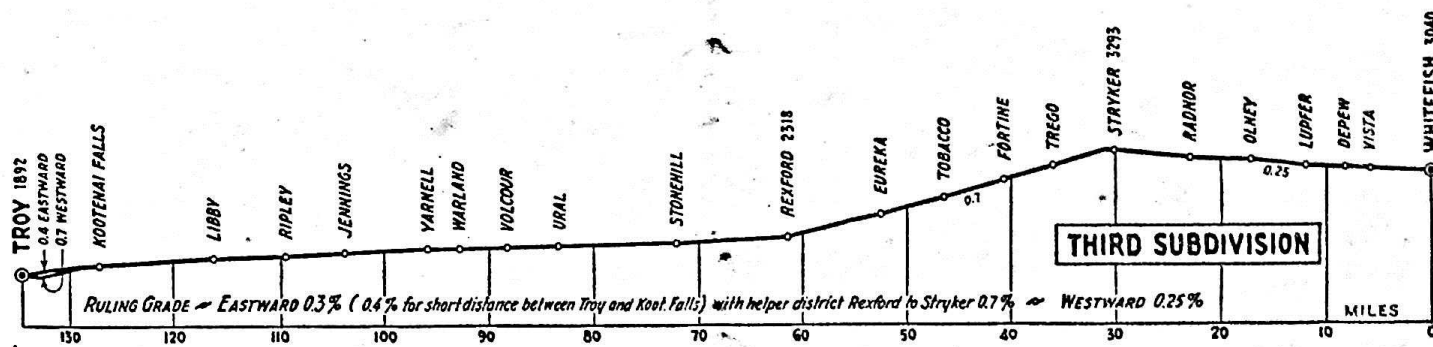 TROY 1892
0.4 EASTWARD
0.7 WESTWARD
KOOTENAI FALLS
LIBBY
RIPLEY
JENNINGS
YARNELL
WARLAND
VOLCOUR
URAL
STONEHILL
REXFORD 2318
EUREKA
TOBACCO
0.7
FORTINE
TREGO
STRYKER 3293
RADNOR
OLNEY
0.25
LUPFER
DEPEW
VISTA
WHITEFISH 3040
THIRD SUBDIVISION
RULING GRADE ~ EASTWARD 0.3% ( 0.4% for short distance between Troy and Koot. Falls) with helper district Rexford to Stryker 0.7% ~ WESTWARD 0.25%
MILES
130 120 110 100 90 80 70 60 50 40 30 20 10 0